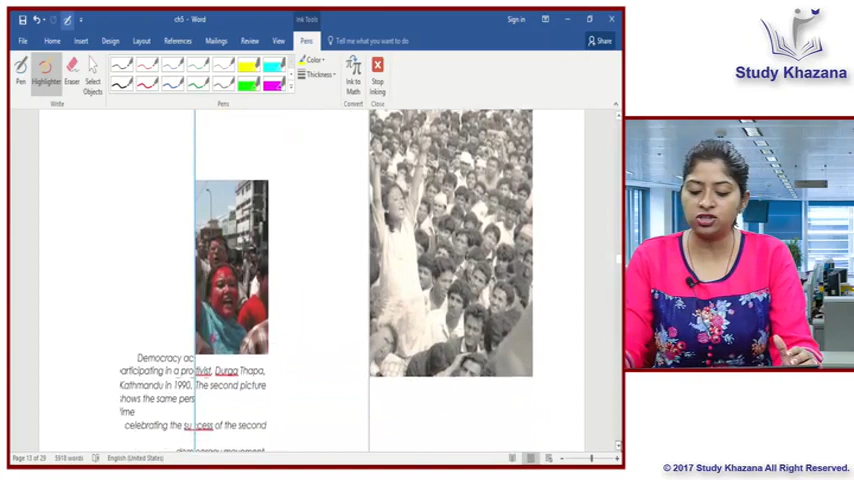 ch5 - Word
Ink Tools
Sign in
File
Home
Insert
Design
Layout
References
Mailings
Review
View
Pens
Tell me what you want to do
Share
Pen
Highlighter
Eraser
Select Objects
Color
Thickness
Ink to Math
Stop Inking
Write
Pens
Convert
Close
Study Khazana
Democracy ac
articipating in a pro tivist, Durga Thapa,
Kathmandu in 1990. The second picture
shows the same pers
time
celebrating the success of the second
democracy movement
Page 13 of 29
5918 words
English (United States)
© 2017 Study Khazana All Right Reserved.